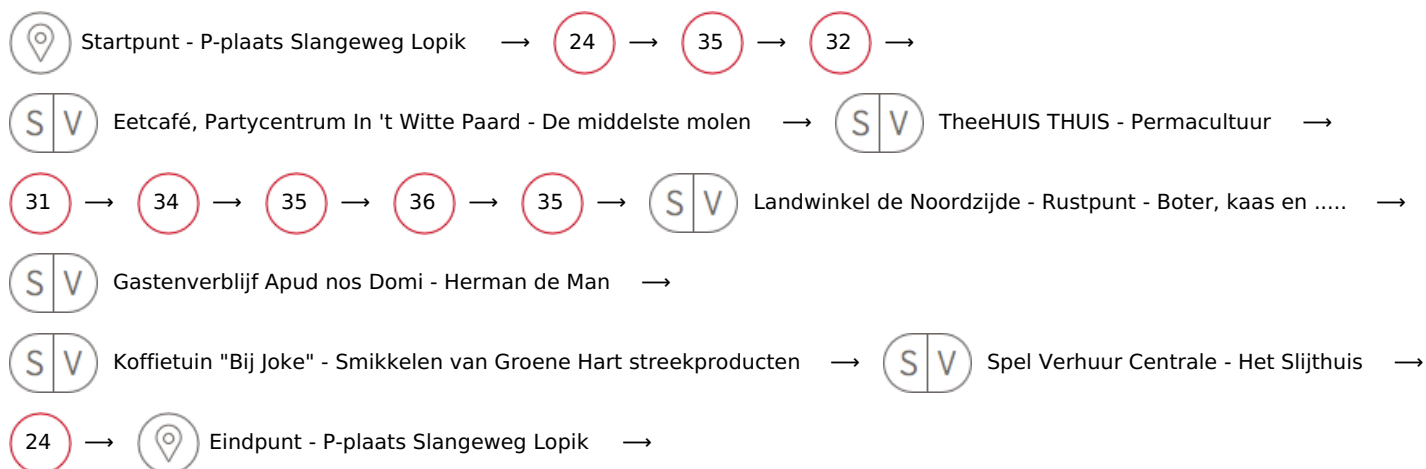 Startpunt - P-plaats Slangeweg Lopik → 24 → 35 → 32 →
S V Eetcafé, Partycentrum In 't Witte Paard - De middelste molen → S V TheeHUIS THUIS - Permacultuur →
31 → 34 → 35 → 36 → 35 → S V Landwinkel de Noordzijde - Rustpunt - Boter, kaas en ..... →
S V Gastenverblijf Apud nos Domi - Herman de Man →
S V Koffietuin "Bij Joke" - Smikkelen van Groene Hart streekproducten → S V Spel Verhuur Centrale - Het Slijthuis →
24 → Eindpunt - P-plaats Slangeweg Lopik →